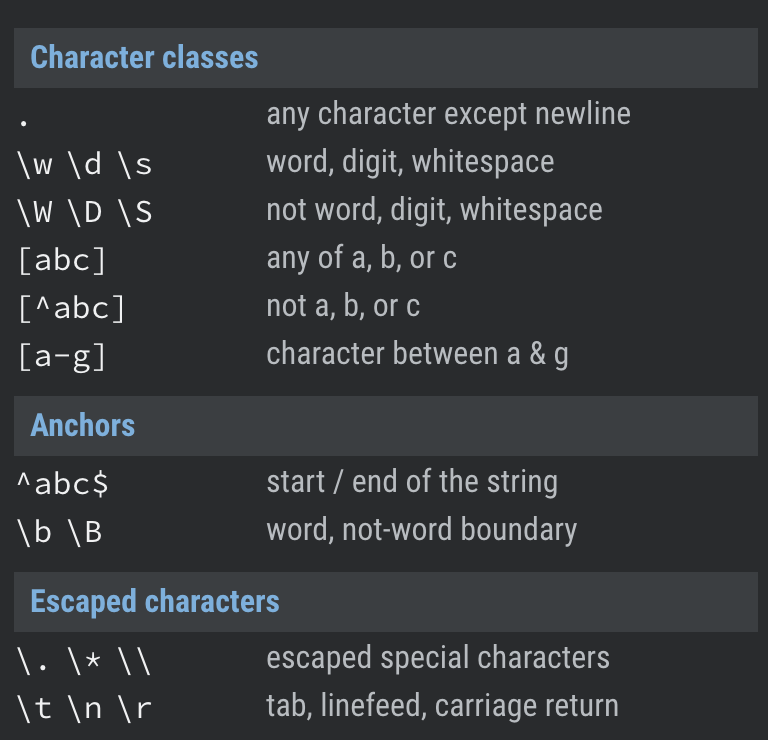 Character classes
. any character except newline
\w \d \s word, digit, whitespace
\W \D \S not word, digit, whitespace
[abc] any of a, b, or c
[^abc] not a, b, or c
[a-g] character between a & g
Anchors
^abc$ start / end of the string
\b \B word, not-word boundary
Escaped characters
\. \* \\ escaped special characters
\t \n \r tab, linefeed, carriage return